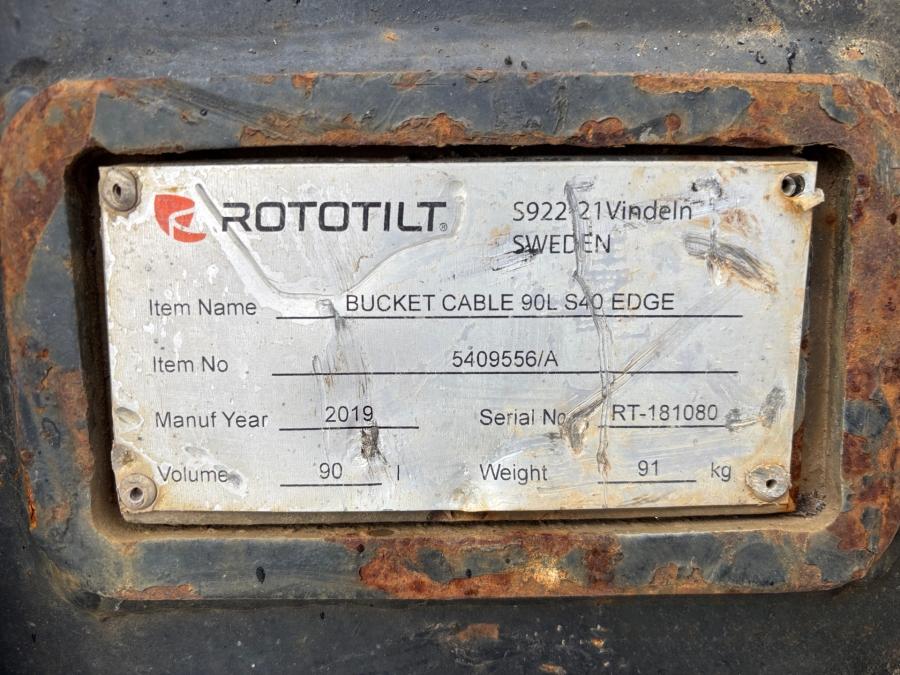 ROTOTILT®
S922 21Vindeln
SWEDEN
Item Name BUCKET CABLE 90L S40 EDGE
Item No 5409556/A
Manuf Year 2019 Serial No RT-181080
Volume 90 l Weight 91 kg